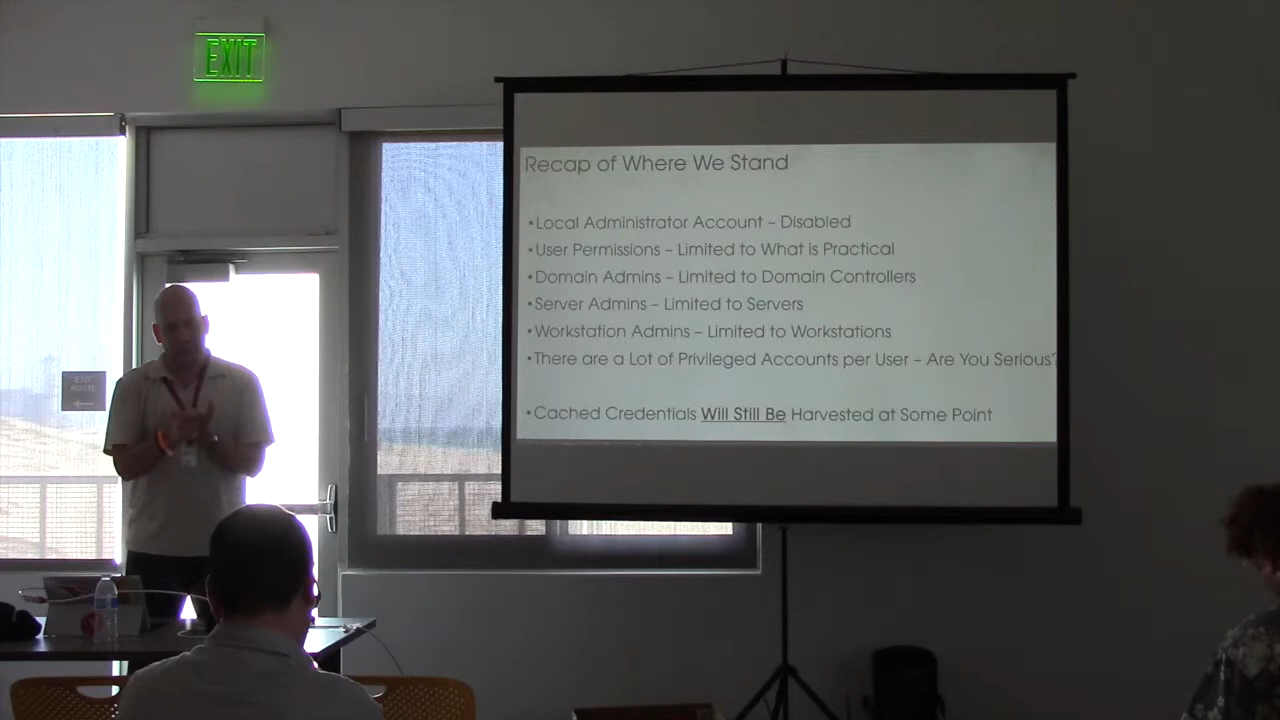 EXIT
EXIT
ROUTE
Recap of Where We Stand
•Local Administrator Account – Disabled
•User Permissions – Limited to What is Practical
•Domain Admins – Limited to Domain Controllers
•Server Admins – Limited to Servers
•Workstation Admins – Limited to Workstations
•There are a Lot of Privileged Accounts per User – Are You Serious?
•Cached Credentials Will Still Be Harvested at Some Point